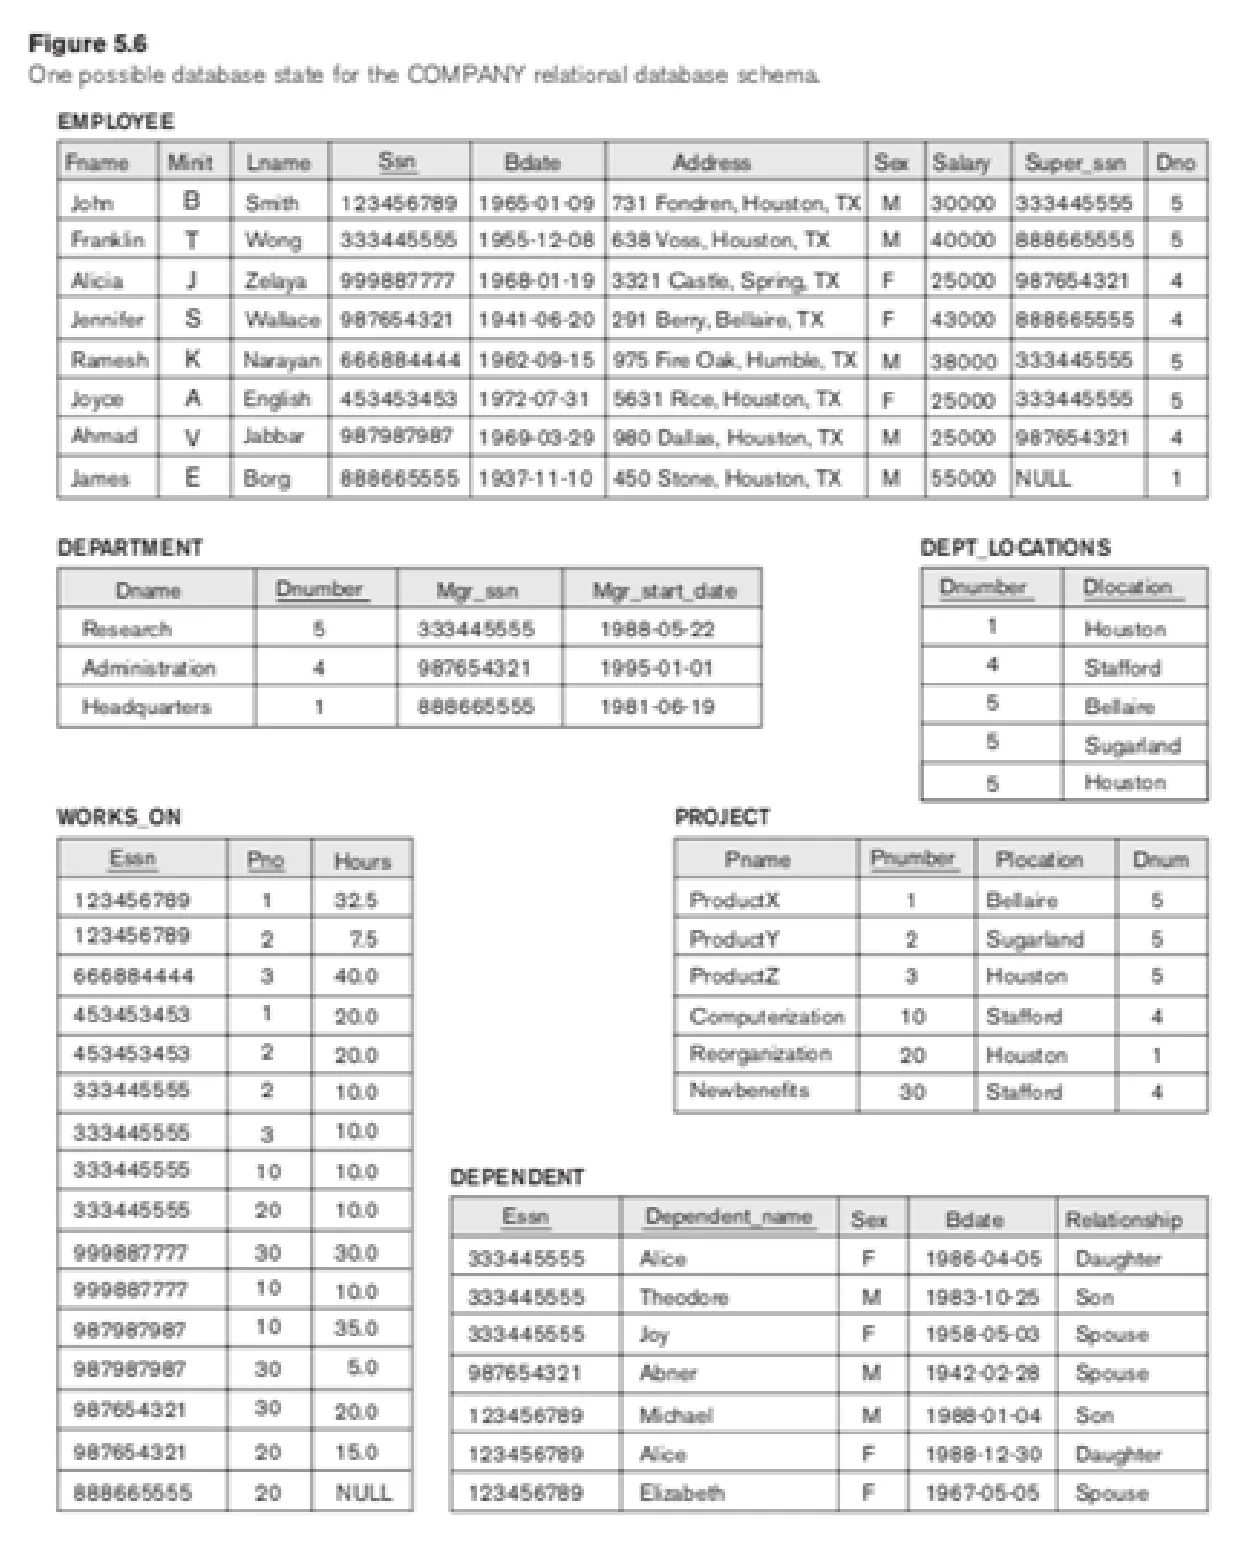 Figure 5.6
One possible database state for the COMPANY relational database schema.
EMPLOYEE
Fname Minit Lname Ssn Bdate Address Sex Salary Super_ssn Dno
John B Smith 123456789 1965-01-09 731 Fondren, Houston, TX M 30000 333445555 5
Franklin T Wong 333445555 1955-12-08 638 Voss, Houston, TX M 40000 888665555 5
Alicia J Zelaya 999887777 1968-01-19 3321 Castle, Spring, TX F 25000 987654321 4
Jennifer S Wallace 987654321 1941-06-20 291 Berry, Bellaire, TX F 43000 888665555 4
Ramesh K Narayan 666884444 1962-09-15 975 Fire Oak, Humble, TX M 38000 333445555 5
Joyce A English 453453453 1972-07-31 5631 Rice, Houston, TX F 25000 333445555 5
Ahmad V Jabbar 987987987 1969-03-29 980 Dallas, Houston, TX M 25000 987654321 4
James E Borg 888665555 1937-11-10 450 Stone, Houston, TX M 55000 NULL 1
DEPARTMENT
Dname Dnumber Mgr_ssn Mgr_start_date
Research 5 333445555 1988-05-22
Administration 4 987654321 1995-01-01
Headquarters 1 888665555 1981-06-19
DEPT_LOCATIONS
Dnumber Dlocation
1 Houston
4 Stafford
5 Bellaire
5 Sugarland
5 Houston
WORKS_ON
Essn Pno Hours
123456789 1 32.5
123456789 2 7.5
666884444 3 40.0
453453453 1 20.0
453453453 2 20.0
333445555 2 10.0
333445555 3 10.0
333445555 10 10.0
333445555 20 10.0
999887777 30 30.0
999887777 10 10.0
987987987 10 35.0
987987987 30 5.0
987654321 30 20.0
987654321 20 15.0
888665555 20 NULL
PROJECT
Pname Pnumber Plocation Dnum
ProductX 1 Bellaire 5
ProductY 2 Sugarland 5
ProductZ 3 Houston 5
Computerization 10 Stafford 4
Reorganization 20 Houston 1
Newbenefits 30 Stafford 4
DEPENDENT
Essn Dependent_name Sex Bdate Relationship
333445555 Alice F 1986-04-05 Daughter
333445555 Theodore M 1983-10-25 Son
333445555 Joy F 1958-05-03 Spouse
987654321 Abner M 1942-02-28 Spouse
123456789 Michael M 1988-01-04 Son
123456789 Alice F 1988-12-30 Daughter
123456789 Elizabeth F 1967-05-05 Spouse